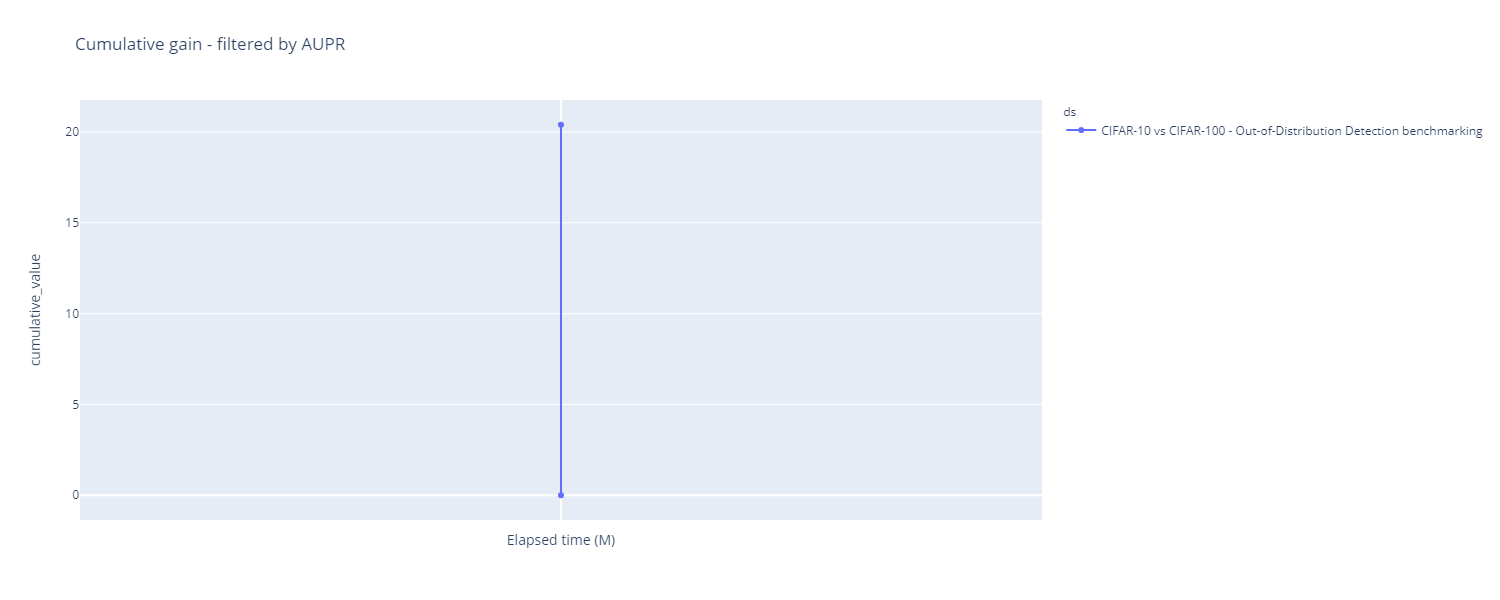 Cumulative gain - filtered by AUPR
ds
CIFAR-10 vs CIFAR-100 - Out-of-Distribution Detection benchmarking
20
15
10
5
0
cumulative_value
Elapsed time (M)